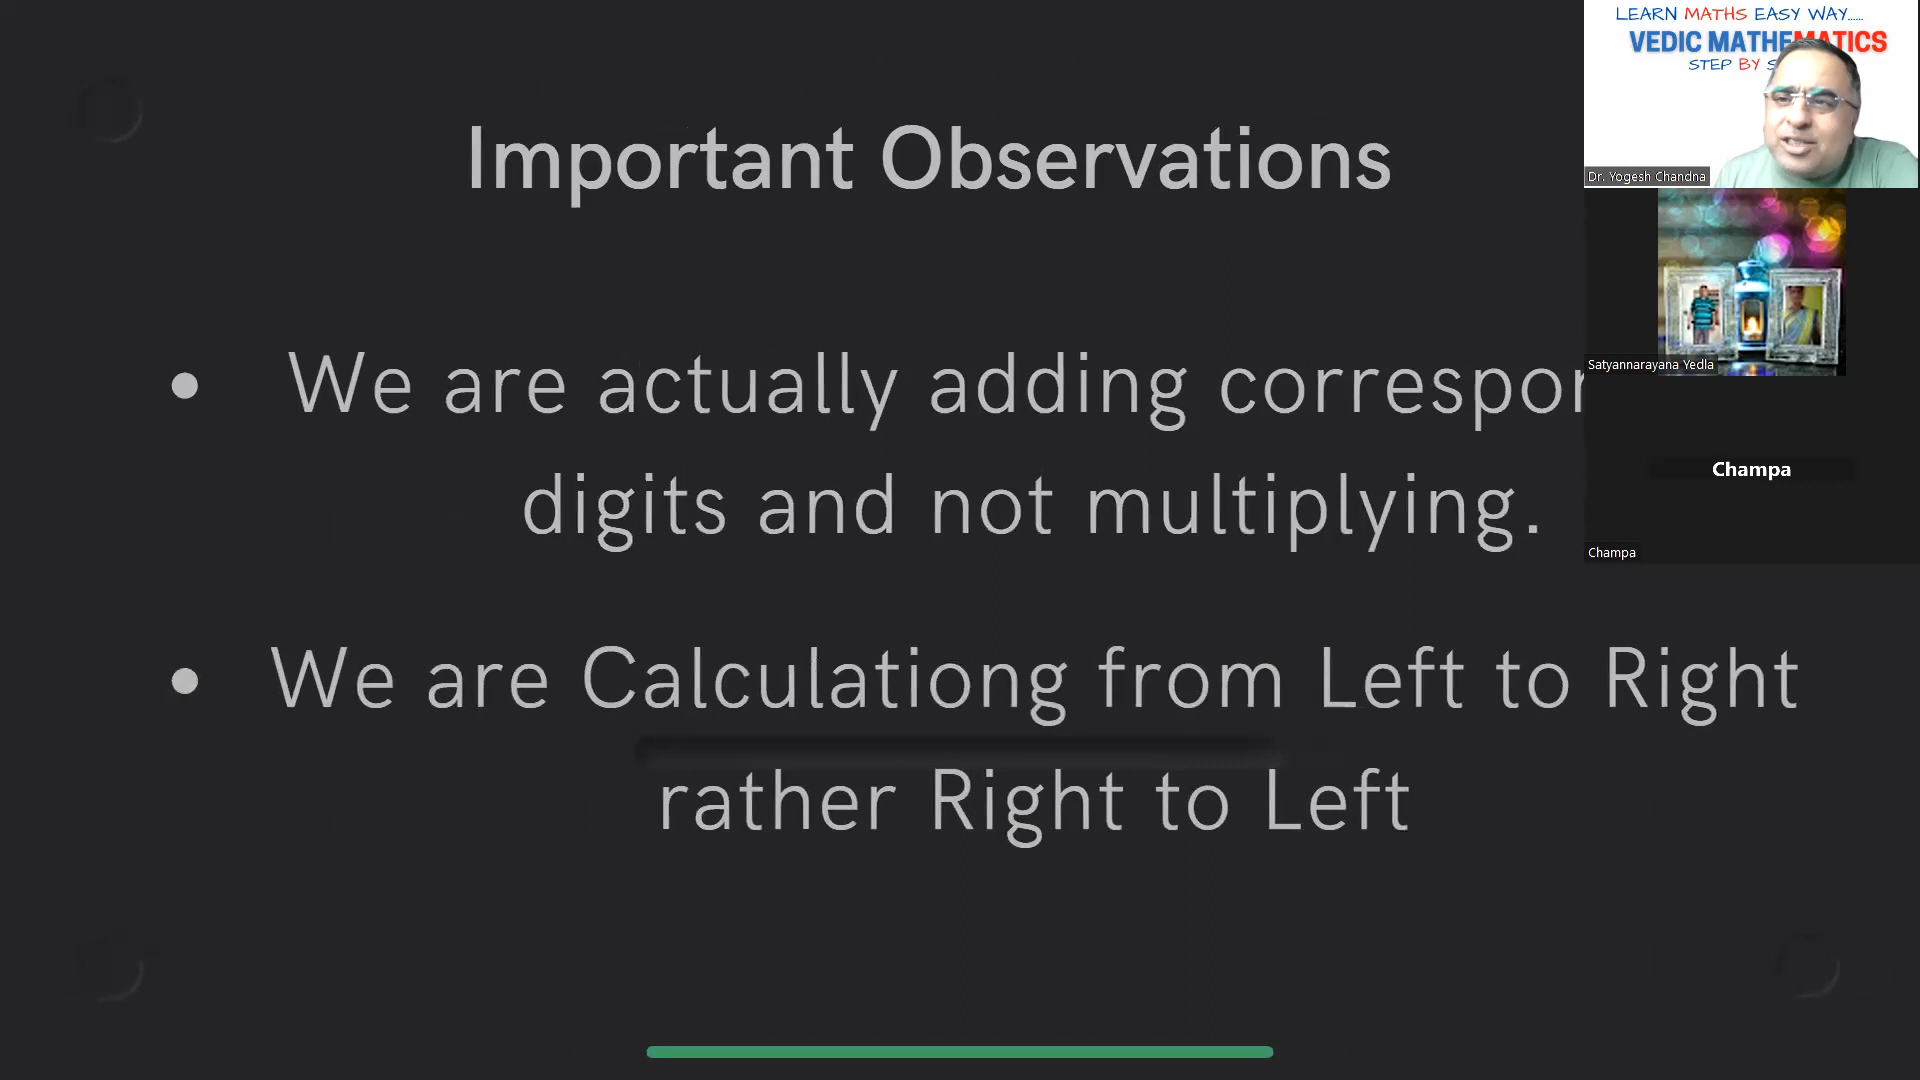 LEARN MATHS EASY WAY......
VEDIC MATHEMATICS
STEP BY S
Dr. Yogesh Chandna
Important Observations
Satyannarayana Yedla
• We are actually adding correspon
digits and not multiplying.
Champa
Champa
• We are Calculationg from Left to Right
rather Right to Left